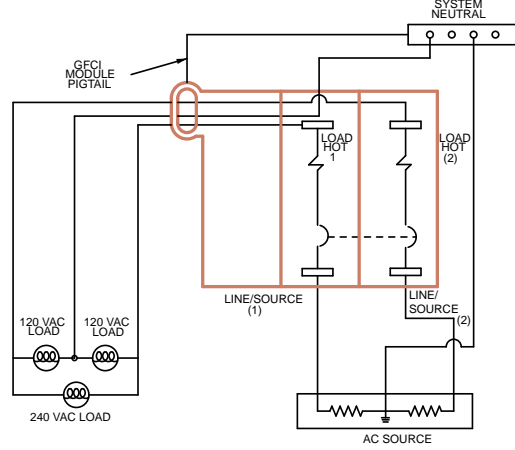 SYSTEM
NEUTRAL
GFCI
MODULE
PIGTAIL
LOAD
HOT
1
LOAD
HOT
(2)
LINE/SOURCE
(1)
LINE/
SOURCE
(2)
120 VAC
LOAD
120 VAC
LOAD
240 VAC LOAD
AC SOURCE